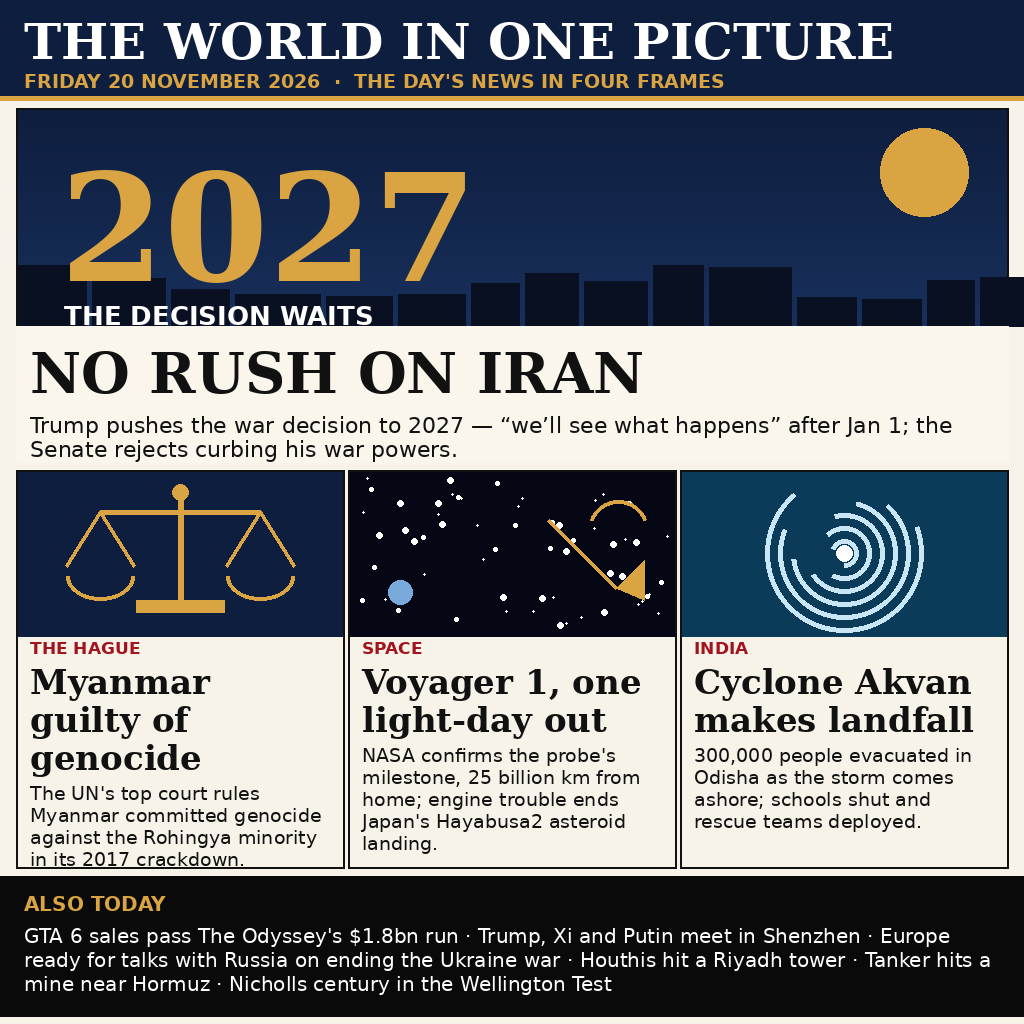 THE WORLD IN ONE PICTURE
FRIDAY 20 NOVEMBER 2026 · THE DAY'S NEWS IN FOUR FRAMES
2027
THE DECISION WAITS
NO RUSH ON IRAN
Trump pushes the war decision to 2027 — “we’ll see what happens” after Jan 1; the
Senate rejects curbing his war powers.
THE HAGUE
Myanmar
guilty of
genocide
The UN's top court rules
Myanmar committed genocide
against the Rohingya minority
in its 2017 crackdown.
SPACE
Voyager 1, one
light-day out
NASA confirms the probe's
milestone, 25 billion km from
home; engine trouble ends
Japan's Hayabusa2 asteroid
landing.
INDIA
Cyclone Akvan
makes landfall
300,000 people evacuated in
Odisha as the storm comes
ashore; schools shut and
rescue teams deployed.
ALSO TODAY
GTA 6 sales pass The Odyssey's $1.8bn run · Trump, Xi and Putin meet in Shenzhen · Europe
ready for talks with Russia on ending the Ukraine war · Houthis hit a Riyadh tower · Tanker hits a
mine near Hormuz · Nicholls century in the Wellington Test